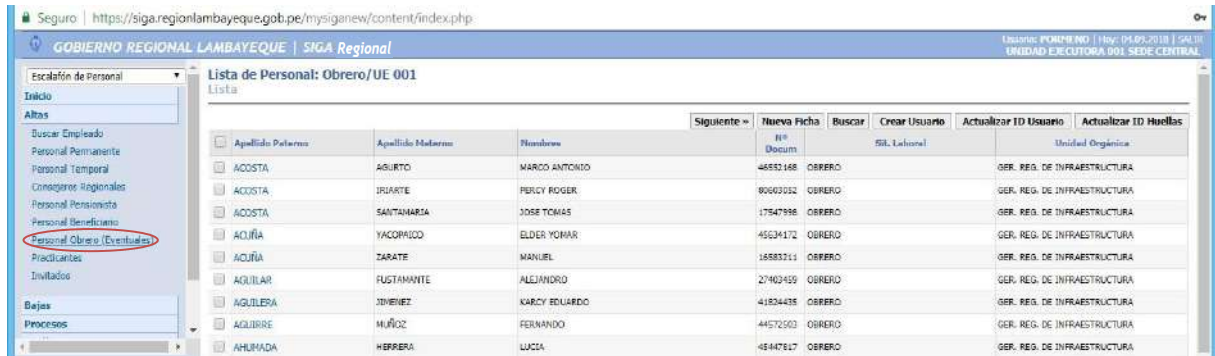 Seguro | https://siga.regionlambayeque.gob.pe/mysiganew/content/index.php
GOBIERNO REGIONAL LAMBAYEQUE | SIGA Regional
Usuario: PORMENO | Hoy: 04.09.2018 | SALIR
UNIDAD EJECUTORA 001 SEDE CENTRAL
Escalafón de Personal
Inicio
Altas
Buscar Empleado
Personal Permanente
Personal Temporal
Consejeros Regionales
Personal Pensionista
Personal Beneficiario
Personal Obrero (Eventuales)
Practicantes
Invitados
Bajas
Procesos
Lista de Personal: Obrero/UE 001
Lista
Siguiente » Nueva Ficha Buscar Crear Usuario Actualizar ID Usuario Actualizar ID Huellas
Apellido Paterno Apellido Materno Nombres Nº Docum Sit. Laboral Unidad Orgánica
ACOSTA AGURTO MARCO ANTONIO 46552168 OBRERO GER. REG. DE INFRAESTRUCTURA
ACOSTA IRIARTE PERCY ROGER 80603052 OBRERO GER. REG. DE INFRAESTRUCTURA
ACOSTA SANTAMARIA JOSE TOMAS 17547998 OBRERO GER. REG. DE INFRAESTRUCTURA
ACUÑA YACOPAICO ELDER YOMAR 45634172 OBRERO GER. REG. DE INFRAESTRUCTURA
ACUÑA ZARATE MANUEL 16583211 OBRERO GER. REG. DE INFRAESTRUCTURA
AGUILAR FUSTAMANTE ALEJANDRO 27403459 OBRERO GER. REG. DE INFRAESTRUCTURA
AGUILERA JIMENEZ KARCY EDUARDO 41824435 OBRERO GER. REG. DE INFRAESTRUCTURA
AGUIRRE MUÑOZ FERNANDO 44572503 OBRERO GER. REG. DE INFRAESTRUCTURA
AHUMADA HERRERA LUCIA 45447817 OBRERO GER. REG. DE INFRAESTRUCTURA